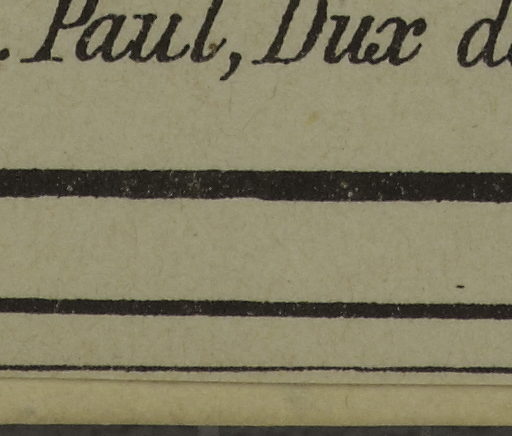 . Paul, Dux